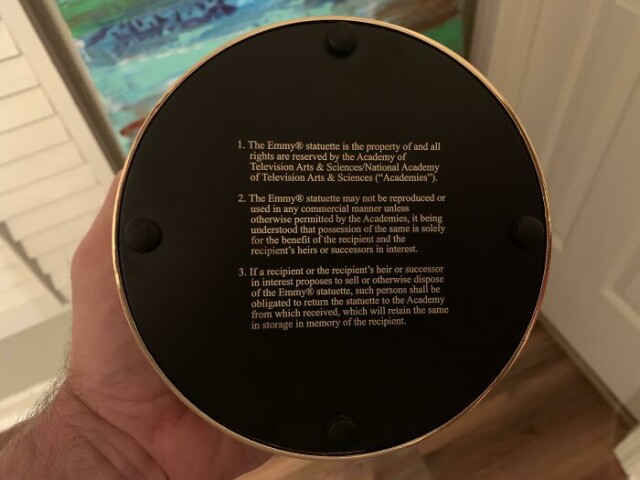 1. The Emmy® statuette is the property of and all
rights are reserved by the Academy of
Television Arts & Sciences/National Academy
of Television Arts & Sciences ("Academies").
2. The Emmy® statuette may not be reproduced or
used in any commercial manner unless
otherwise permitted by the Academies, it being
understood that possession of the same is solely
for the benefit of the recipient and the
recipient's heirs or successors in interest.
3. If a recipient or the recipient's heir or successor
in interest proposes to sell or otherwise dispose
of the Emmy® statuette, such persons shall be
obligated to return the statuette to the Academy
from which received, which will retain the same
in storage in memory of the recipient.